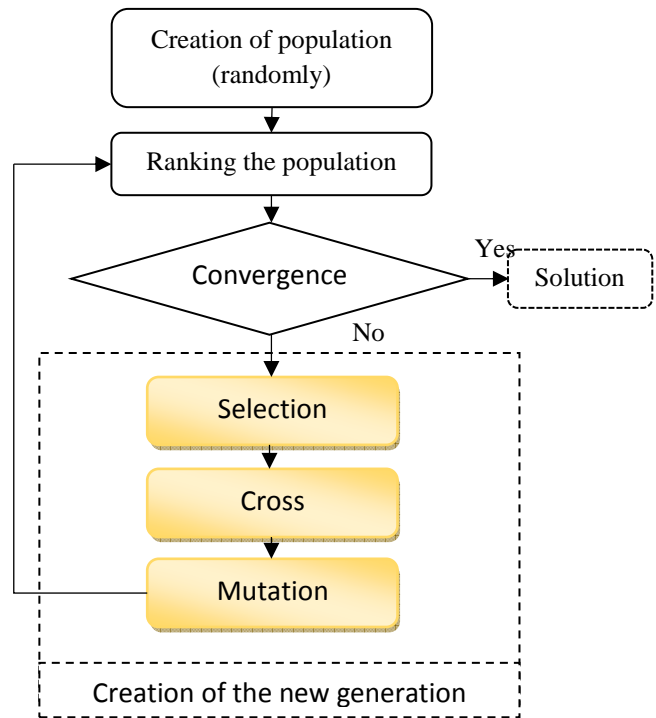 Creation of population
(randomly)
Ranking the population
Convergence
Yes
Solution
No
Selection
Cross
Mutation
Creation of the new generation